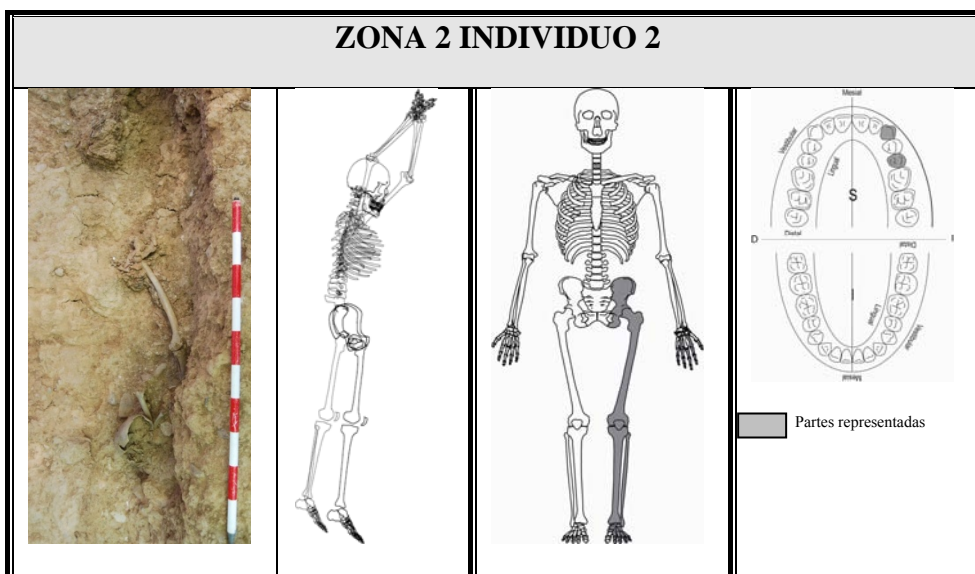 ZONA 2 INDIVIDUO 2
Mesial
Vestibular
Lingual
S
Distal
D
I
Distal
I
Lingual
Vestibular
Mesial
Partes representadas